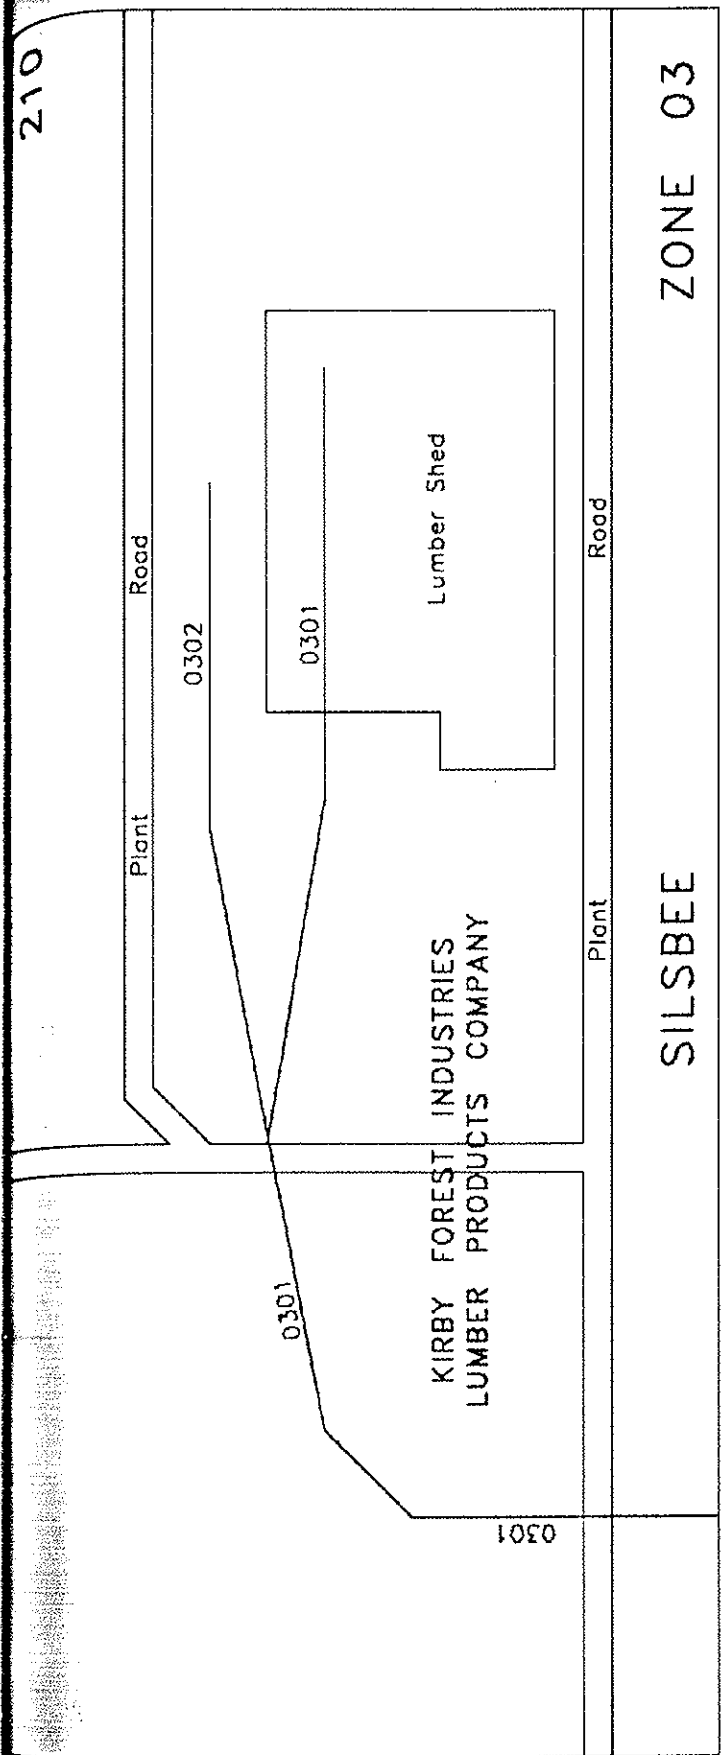 210
Plant Road
0302
0301
0301
Lumber Shed
KIRBY FOREST INDUSTRIES
LUMBER PRODUCTS COMPANY
0301
Plant Road
SILSBEE ZONE 03